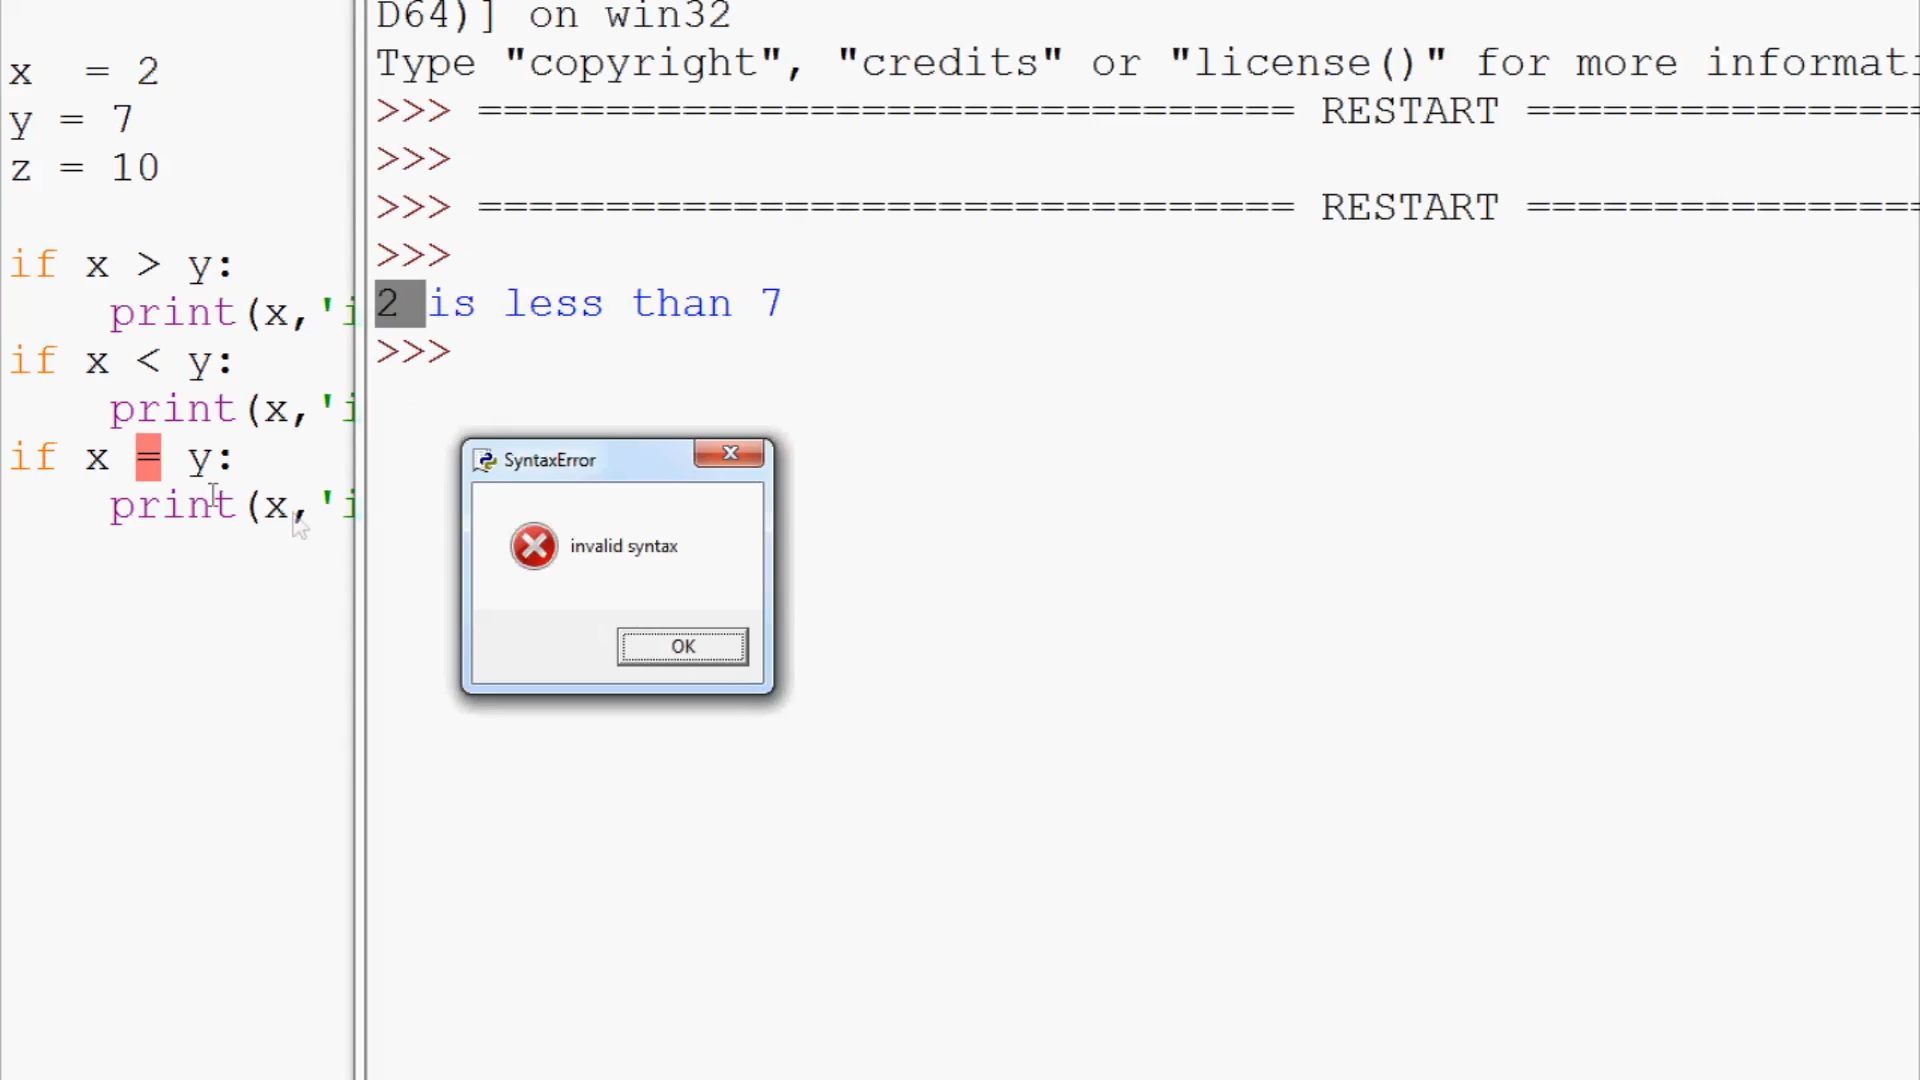 x  = 2
y = 7
z = 10
if x > y:
    print(x,'i
if x < y:
    print(x,'i
if x = y:
    print(x,'i
D64)] on win32
Type "copyright", "credits" or "license()" for more informati
>>> ================================ RESTART ================
>>>
>>> ================================ RESTART ================
>>>
2 is less than 7
>>>
SyntaxError
invalid syntax
OK